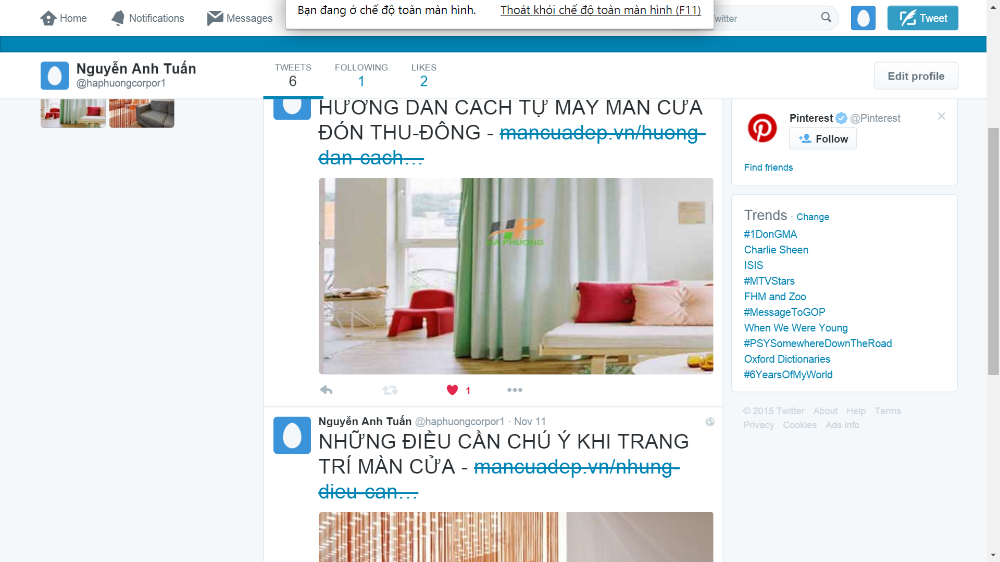 Bạn đang ở chế độ toàn màn hình. Thoát khỏi chế độ toàn màn hình (F11)
Home Notifications Messages Tweet
Nguyễn Anh Tuấn
@haphuongcorpor1
TWEETS FOLLOWING LIKES
6 1 2
Edit profile
HƯỚNG DẪN CÁCH TỰ MAY MÀN CỬA
ĐÓN THU-ĐÔNG - mancuadep.vn/huong-
dan-cach…
HP
HA PHUONG
1
Nguyễn Anh Tuấn @haphuongcorpor1 · Nov 11
NHỮNG ĐIỀU CẦN CHÚ Ý KHI TRANG
TRÍ MÀN CỬA - mancuadep.vn/nhung-
dieu-can…
Pinterest @Pinterest
Follow
Find friends
Trends · Change
#1DonGMA
Charlie Sheen
ISIS
#MTVStars
FHM and Zoo
#MessageToGOP
When We Were Young
#PSYSomewhereDownTheRoad
Oxford Dictionaries
#6YearsOfMyWorld
© 2015 Twitter About Help Terms
Privacy Cookies Ads info